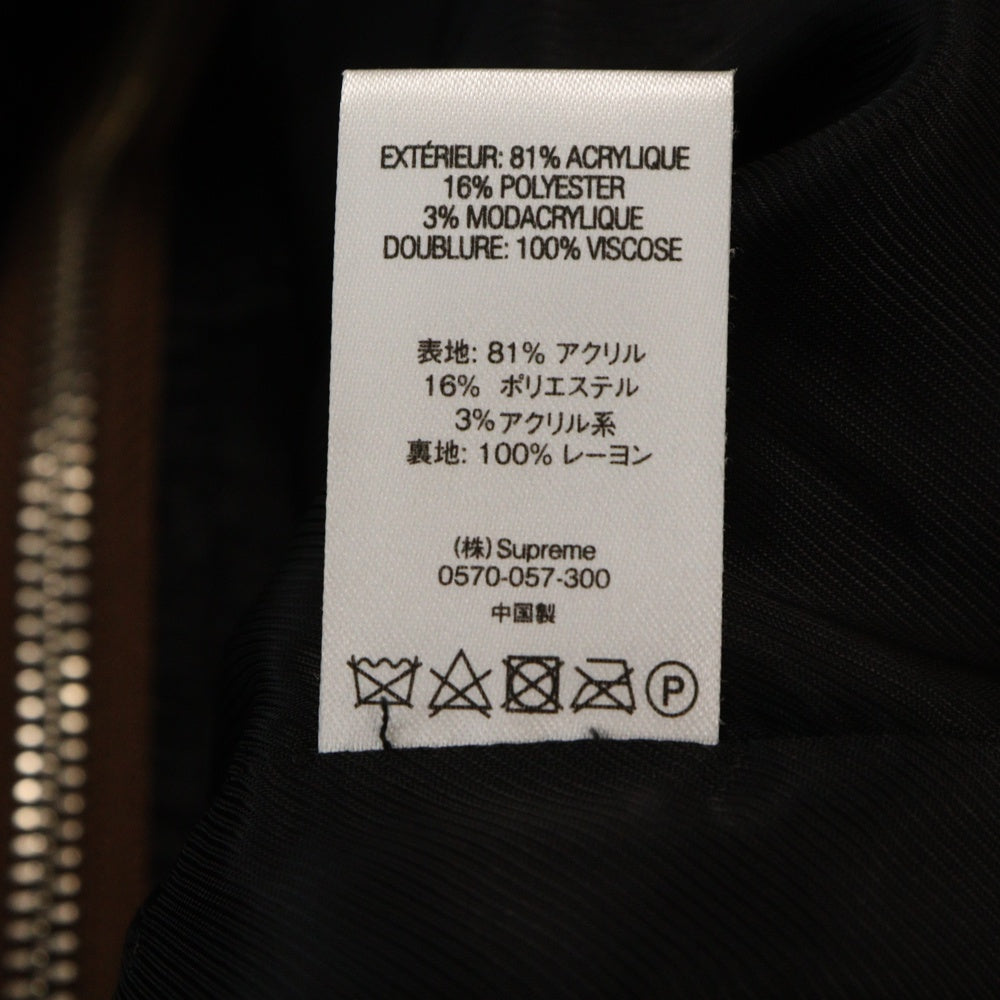 EXTÉRIEUR: 81% ACRYLIQUE
16% POLYESTER
3% MODACRYLIQUE
DOUBLURE: 100% VISCOSE
表地: 81% アクリル
16% ポリエステル
3%アクリル系
裏地: 100% レーヨン
(株)Supreme
0570-057-300
中国製
P